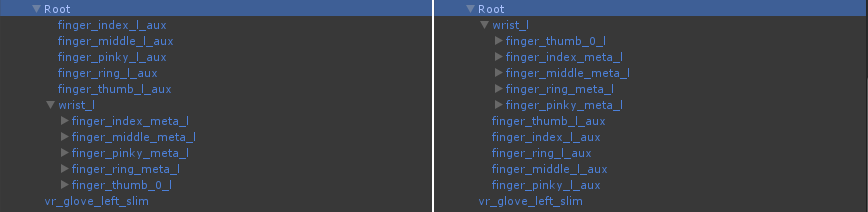 Root
finger_index_l_aux
finger_middle_l_aux
finger_pinky_l_aux
finger_ring_l_aux
finger_thumb_l_aux
wrist_l
finger_index_meta_l
finger_middle_meta_l
finger_pinky_meta_l
finger_ring_meta_l
finger_thumb_0_l
vr_glove_left_slim
Root
wrist_l
finger_thumb_0_l
finger_index_meta_l
finger_middle_meta_l
finger_ring_meta_l
finger_pinky_meta_l
finger_thumb_l_aux
finger_index_l_aux
finger_ring_l_aux
finger_middle_l_aux
finger_pinky_l_aux
vr_glove_left_slim